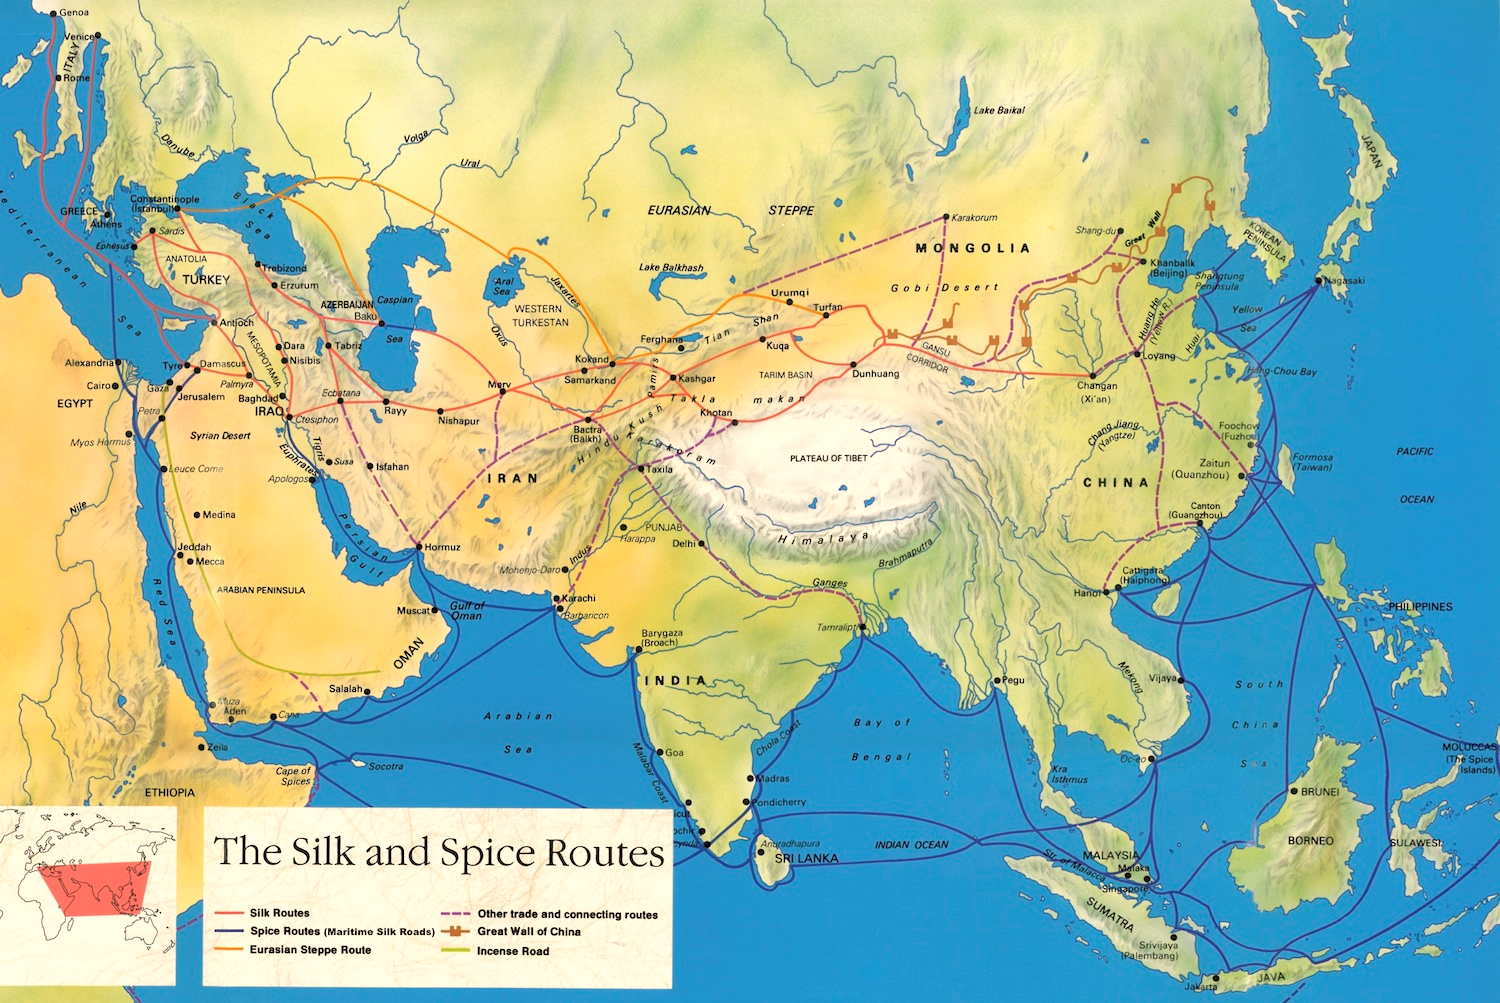 Genoa
Venice
ITALY
Rome
Danube
Volga
Ural
Lake Baikal
JAPAN
Mediterranean
Sea
GREECE
Athens
Constantinople
(Istanbul)
Black
Sea
Sardis
Ephesus
ANATOLIA
TURKEY
Trebizond
Erzurum
AZERBAIJAN
Baku
Caspian
Sea
Aral
Sea
Jaxartes
Oxus
WESTERN
TURKESTAN
EURASIAN STEPPE
Lake Balkhash
Karakorum
MONGOLIA
Gobi Desert
Shang-du
Great Wall
Khanbalik
(Beijing)
KOREAN
PENINSULA
Shangtung
Peninsula
Nagasaki
Yellow
Sea
Huang He
(Yellow R.)
Huai
Urumqi
Turfan
Tian Shan
Ferghana
Kuqa
GANSU
CORRIDOR
Loyang
Antioch
MESOPOTAMIA
Dara
Nisibis
Tabriz
Alexandria
Tyre
Damascus
Palmyra
Cairo
Gaza
Jerusalem
Baghdad
Ecbatana
EGYPT
Petra
IRAQ
Ctesiphon
Rayy
Nishapur
Merv
Kokand
Samarkand
Pamirs
Kashgar
TARIM BASIN
Takla makan
Dunhuang
Changan
(Xi'an)
Hang-Chou Bay
Khotan
Bactra
(Balkh)
Hindu Kush
Karakoram
Myos Hormus
Syrian Desert
Leuce Come
Euphrates
Tigris
Susa
Isfahan
Apologos
IRAN
Taxila
PLATEAU OF TIBET
Chang Jiang
(Yangtze)
CHINA
Foochow
(Fuzhou)
Zaitun
(Quanzhou)
Formosa
(Taiwan)
PACIFIC
OCEAN
Nile
Medina
Persian
Gulf
Hormuz
PUNJAB
Harappa
Indus
Delhi
Himalaya
Canton
(Guangzhou)
Jeddah
Mecca
ARABIAN PENINSULA
Mohenjo-Daro
Brahmaputra
Ganges
Cattigara
(Haiphong)
Hanoi
Red Sea
Muscat
Gulf of
Oman
Karachi
Barbaricon
Tamralipti
PHILIPPINES
OMAN
Barygaza
(Broach)
INDIA
Pegu
Mekong
Vijaya
South
China
Sea
Salalah
Muza
Aden
Cana
Arabian
Sea
Zeila
Socotra
Cape of
Spices
ETHIOPIA
Goa
Malabar Coast
Chola Coast
Bay of
Bengal
Madras
Pondicherry
Kra
Isthmus
Oc-eo
MOLUCCAS
(The Spice
Islands)
BRUNEI
BORNEO
SULAWESI
Anuradhapura
SRI LANKA
INDIAN OCEAN
Str. of Malacca
MALAYSIA
Malaka
Singapore
SUMATRA
Srivijaya
(Palembang)
Jakarta
JAVA
The Silk and Spice Routes
Silk Routes
Spice Routes (Maritime Silk Roads)
Eurasian Steppe Route
Other trade and connecting routes
Great Wall of China
Incense Road